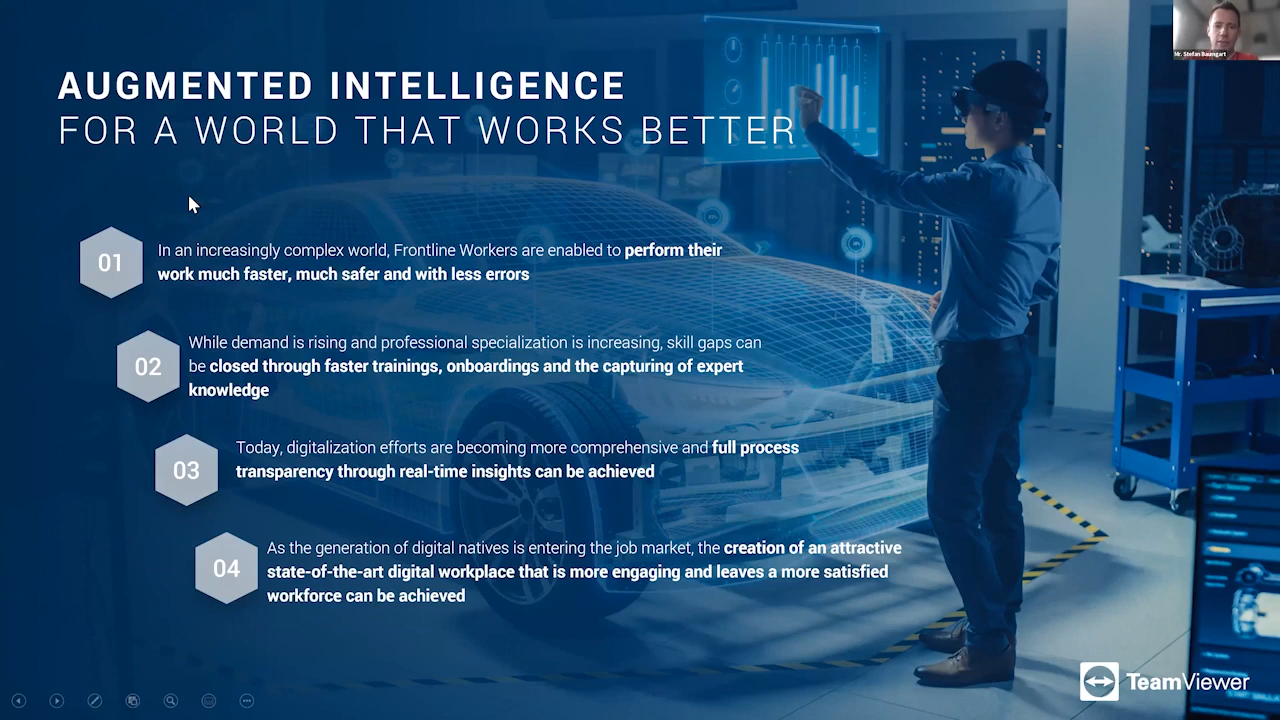 Mr. Stefan Baumgart
AUGMENTED INTELLIGENCE
FOR A WORLD THAT WORKS BETTER
01
In an increasingly complex world, Frontline Workers are enabled to perform their
work much faster, much safer and with less errors
02
While demand is rising and professional specialization is increasing, skill gaps can
be closed through faster trainings, onboardings and the capturing of expert
knowledge
03
Today, digitalization efforts are becoming more comprehensive and full process
transparency through real-time insights can be achieved
04
As the generation of digital natives is entering the job market, the creation of an attractive
state-of-the-art digital workplace that is more engaging and leaves a more satisfied
workforce can be achieved
TeamViewer